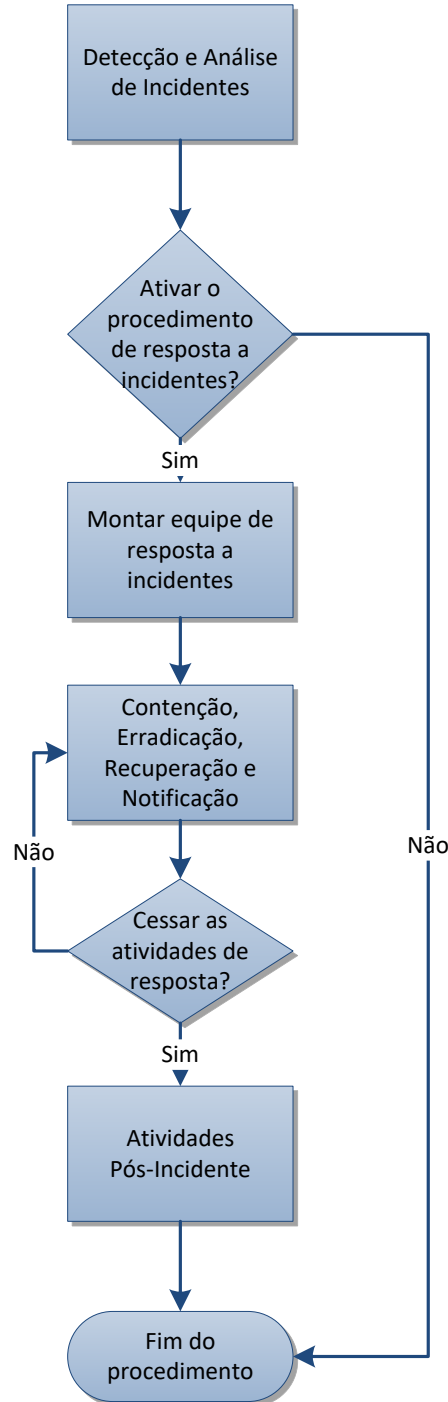 Detecção e Análise
de Incidentes
Ativar o
procedimento
de resposta a
incidentes?
Sim
Montar equipe de
resposta a
incidentes
Contenção,
Erradicação,
Recuperação e
Notificação
Não
Não
Cessar as
atividades de
resposta?
Sim
Atividades
Pós-Incidente
Fim do
procedimento